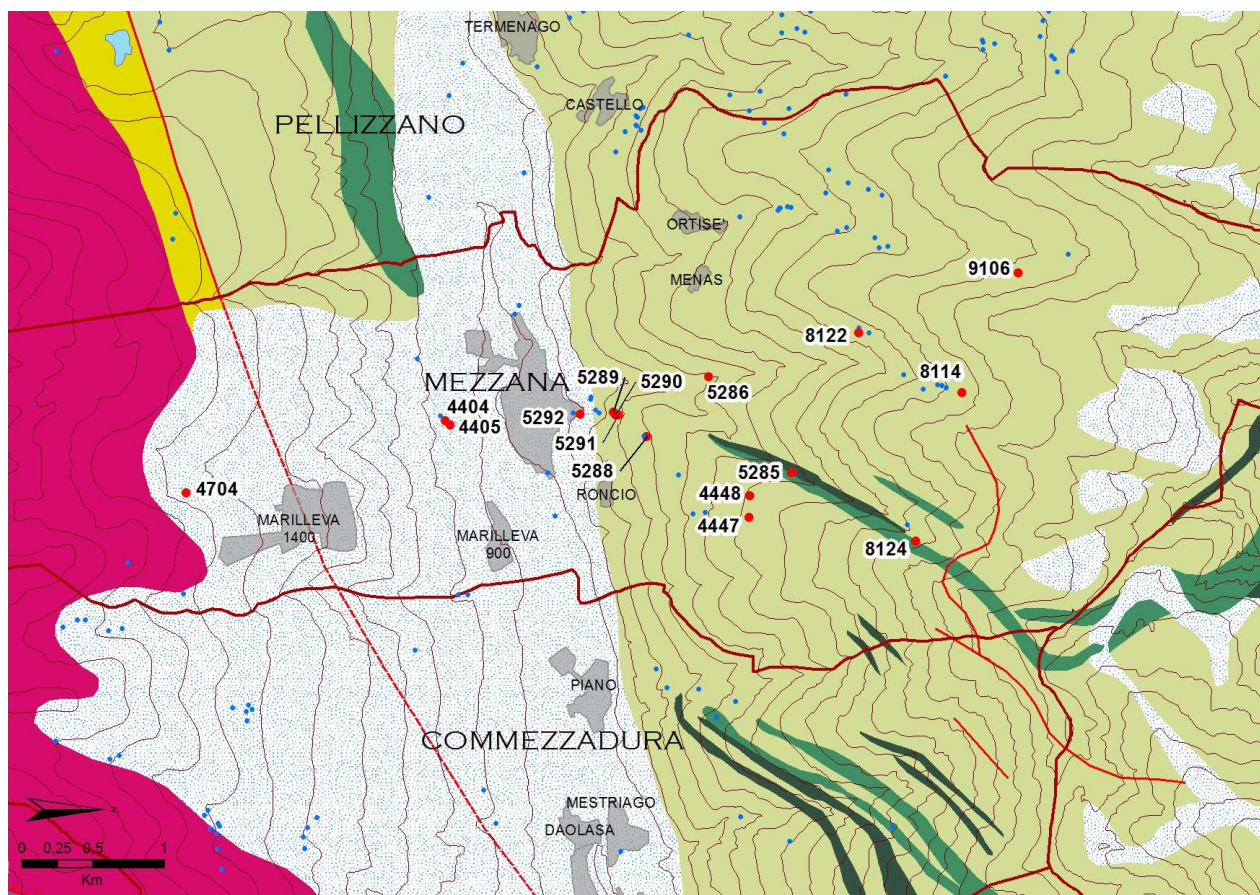 TERMENAGO
CASTELLO
PELLIZZANO
ORTISE'
MENAS
9106
8122
8114
5289
5290
5286
MEZZANA
5292
4404
4405
5291
5288
5285
RONCIO
4448
4704
4447
MARILLEVA
1400
MARILLEVA
900
8124
PIANO
COMMEZZADURA
MESTRIAGO
DAOLASA
z
0 0,25 0,5 1
Km